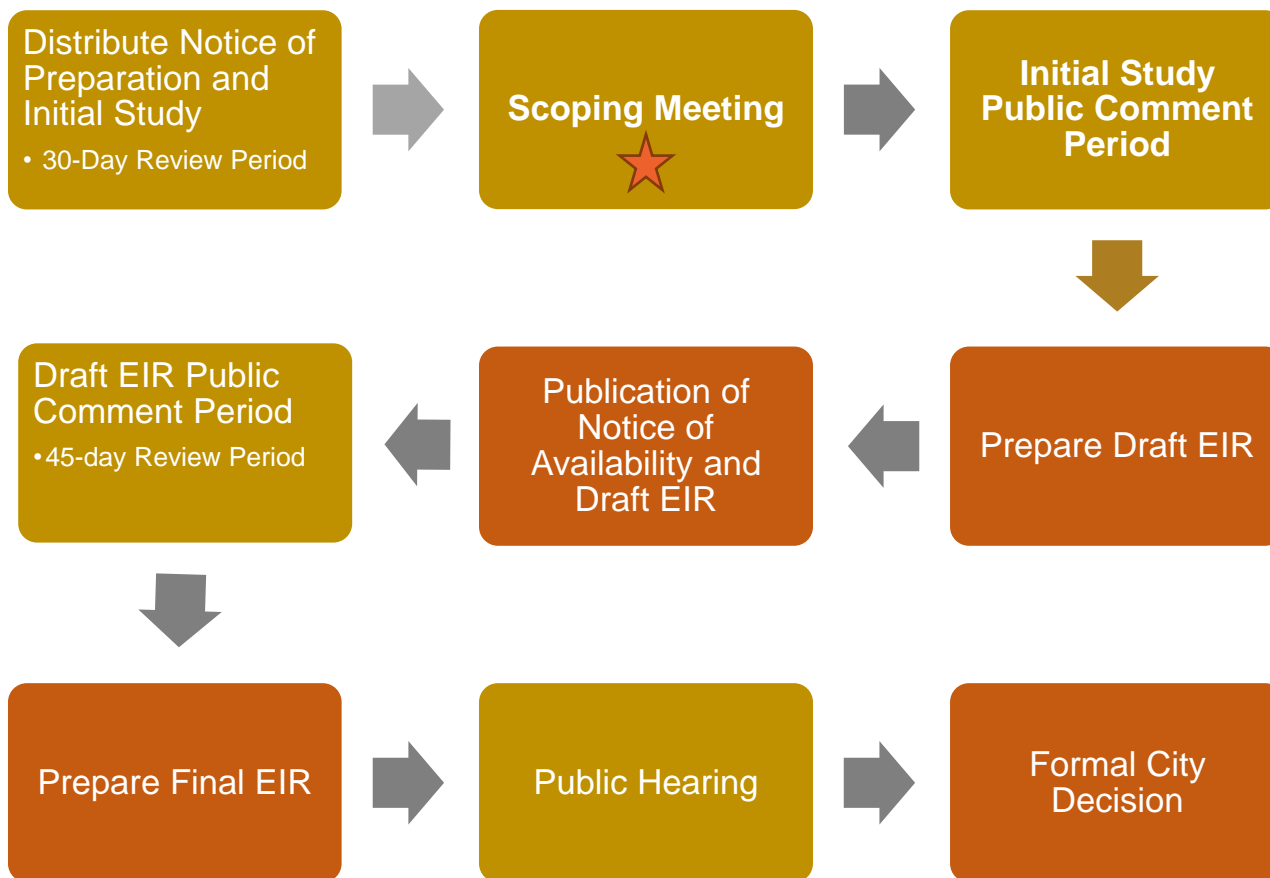 Distribute Notice of
Preparation and
Initial Study
• 30-Day Review Period
Scoping Meeting
Initial Study
Public Comment
Period
Prepare Draft EIR
Publication of
Notice of
Availability and
Draft EIR
Draft EIR Public
Comment Period
•45-day Review Period
Prepare Final EIR
Public Hearing
Formal City
Decision